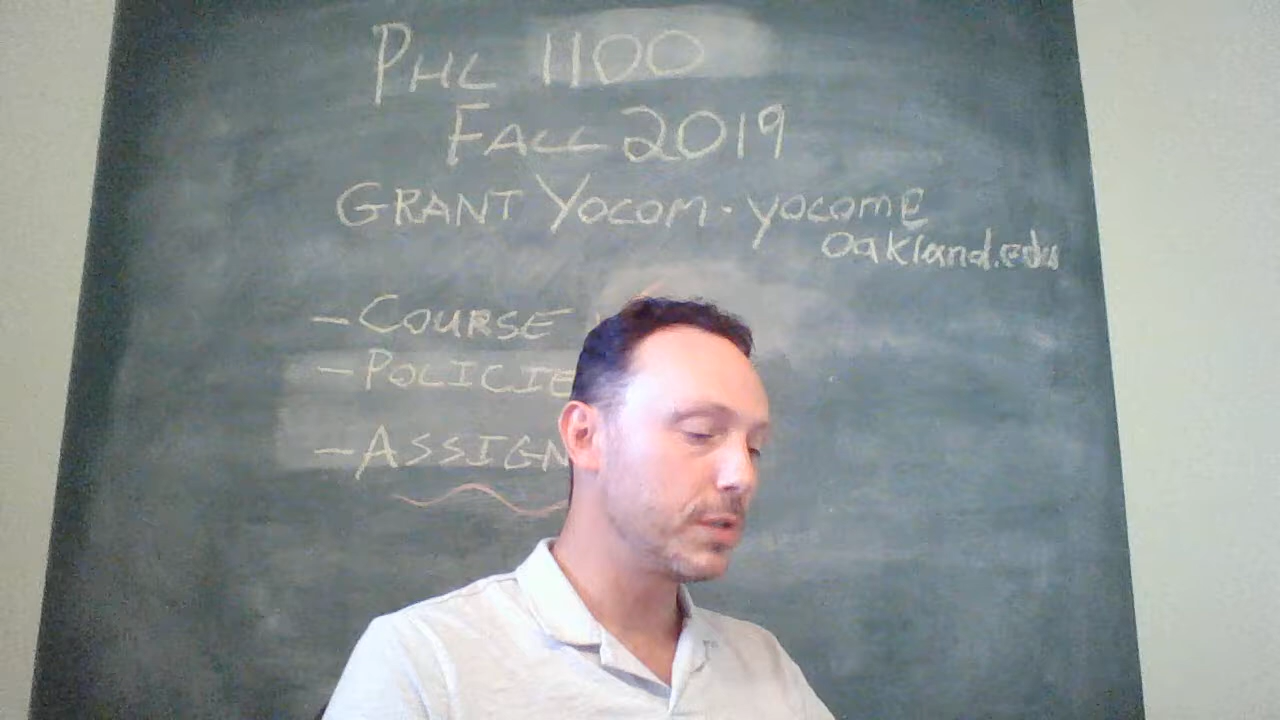 PHL 1100
FALL 2019
GRANT YOCOM · yocom@
oakland.edu
- COURSE
- POLICIE
- ASSIGN